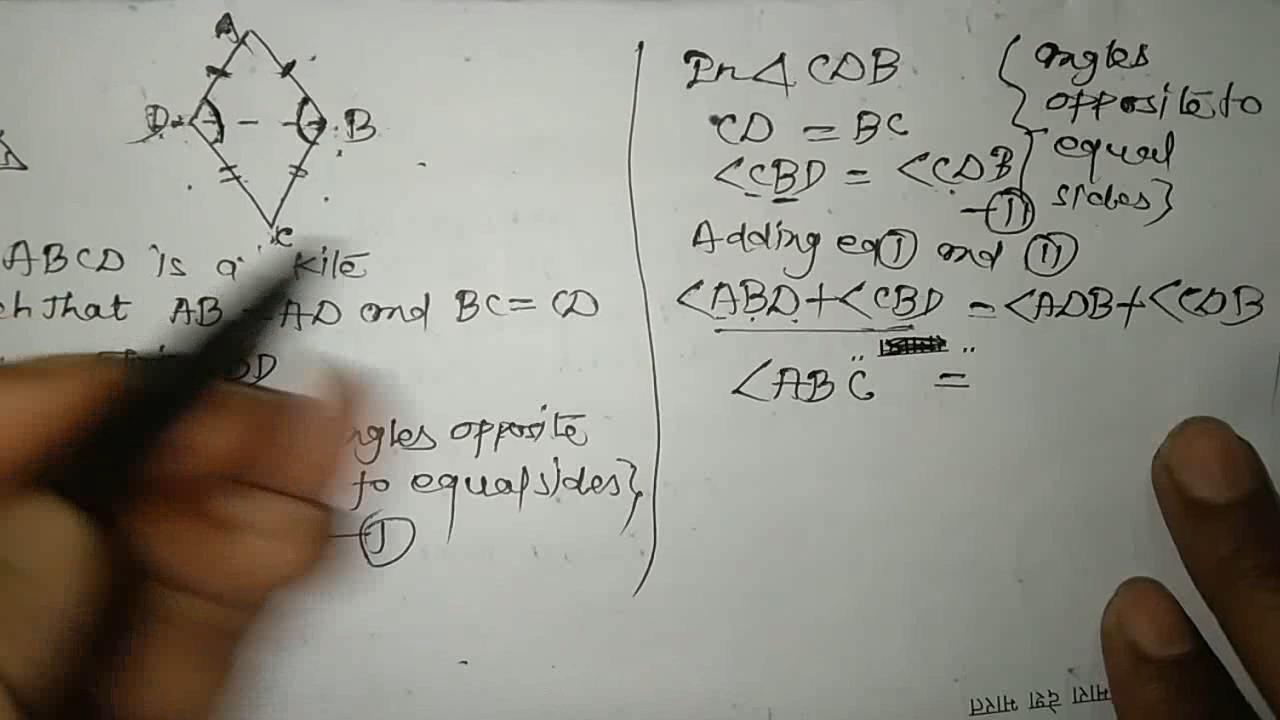 A
D
B
C
ABCD is a kite
that AB = AD and BC = CD
opposite
to equal sides}
— I
In △ CDB
CD = BC
<CBD = <CDB
— II
{ angles
opposite to
equal
sides}
Adding eq I and II
<ABD + <CBD = <ADB + <CDB
<ABC =